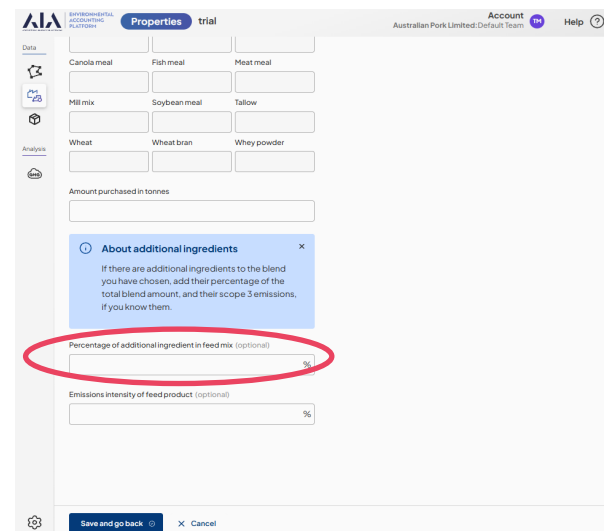 AIA ENVIRONMENTAL ACCOUNTING PLATFORM Properties trial Account Australian Pork Limited: Default Team TM Help ?
Data
Canola meal Fish meal Meat meal
Mill mix Soybean meal Tallow
Wheat Wheat bran Whey powder
Analysis
GHG
Amount purchased in tonnes
About additional ingredients
If there are additional ingredients to the blend
you have chosen, add their percentage of the
total blend amount, and their scope 3 emissions,
if you know them.
Percentage of additional ingredient in feed mix (optional)
%
Emissions intensity of feed product (optional)
%
Save and go back Cancel